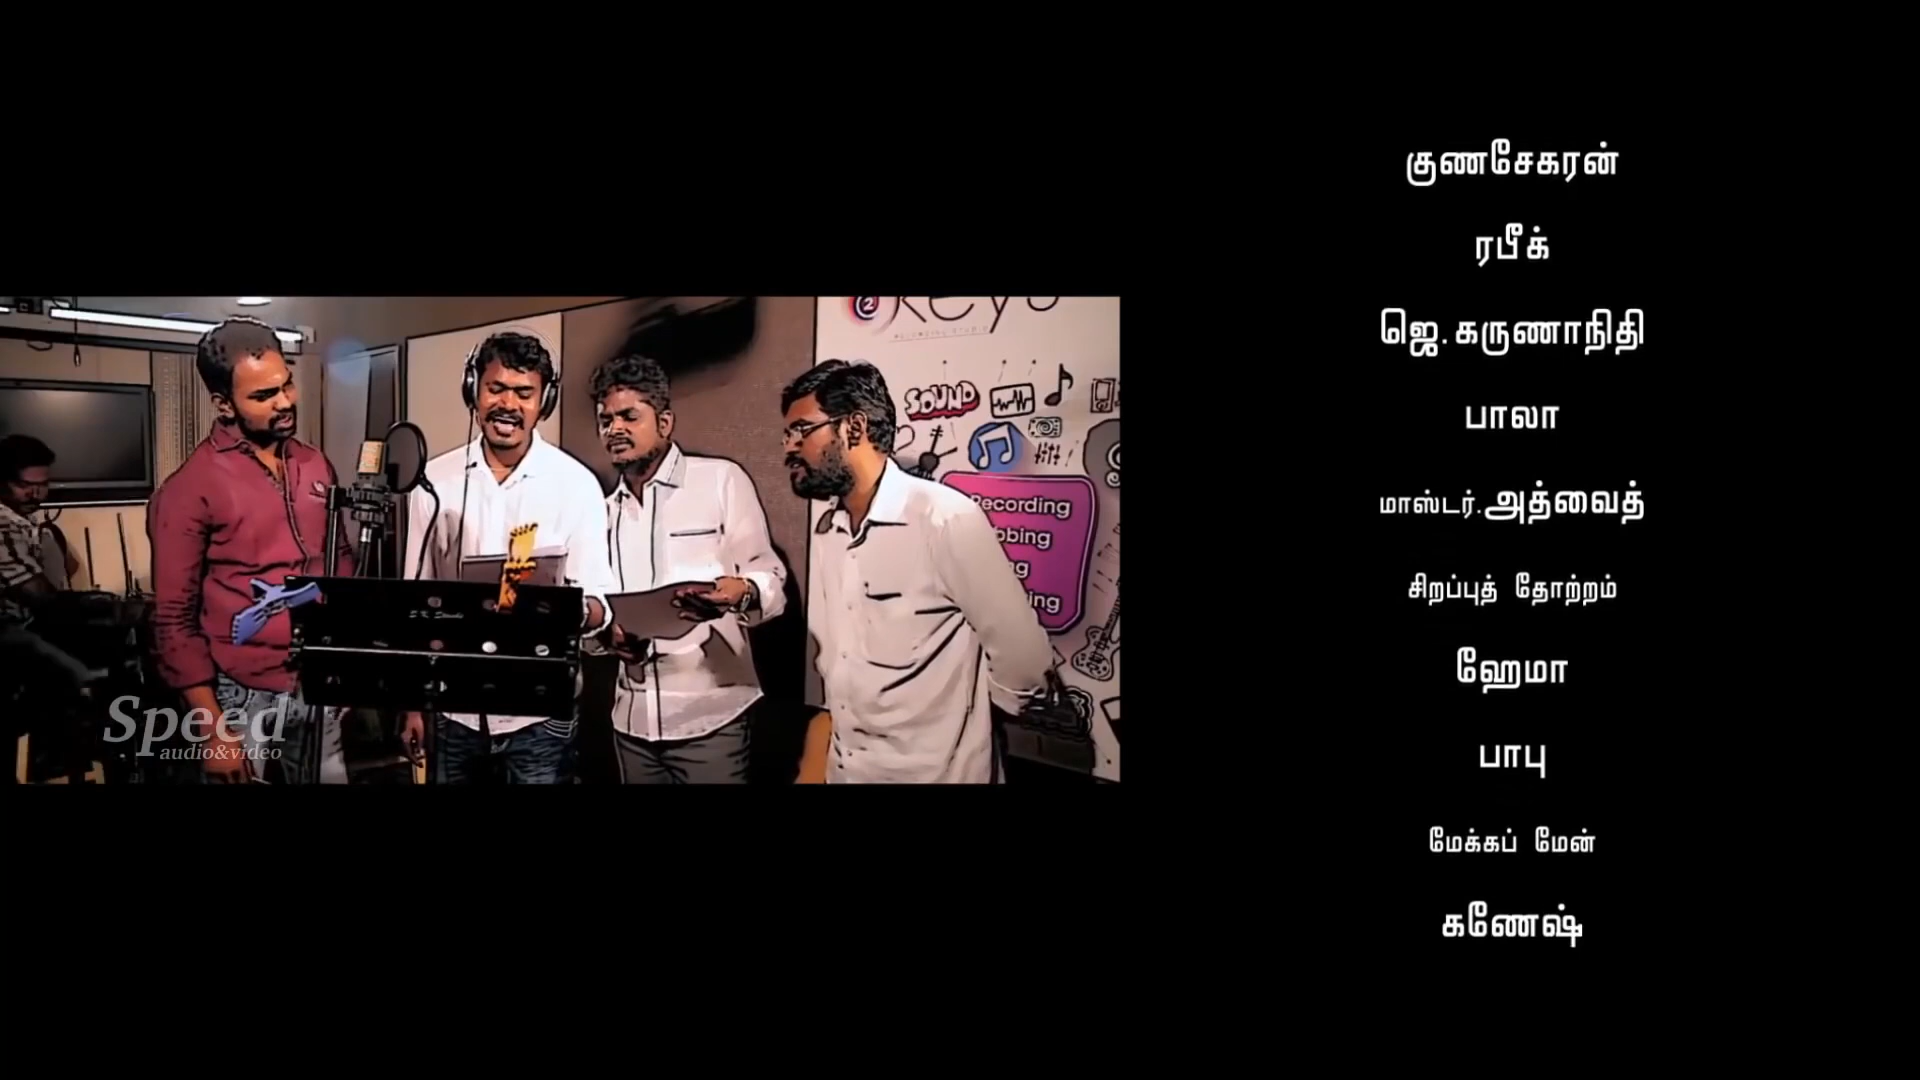 குணசேகரன்
ரபீக்
ஜெ.கருணாநிதி
பாலா
மாஸ்டர்.அத்வைத்
சிறப்புத் தோற்றம்
ஹேமா
பாபு
மேக்கப் மேன்
கணேஷ்
SOUND
Recording
Speed
audio&video